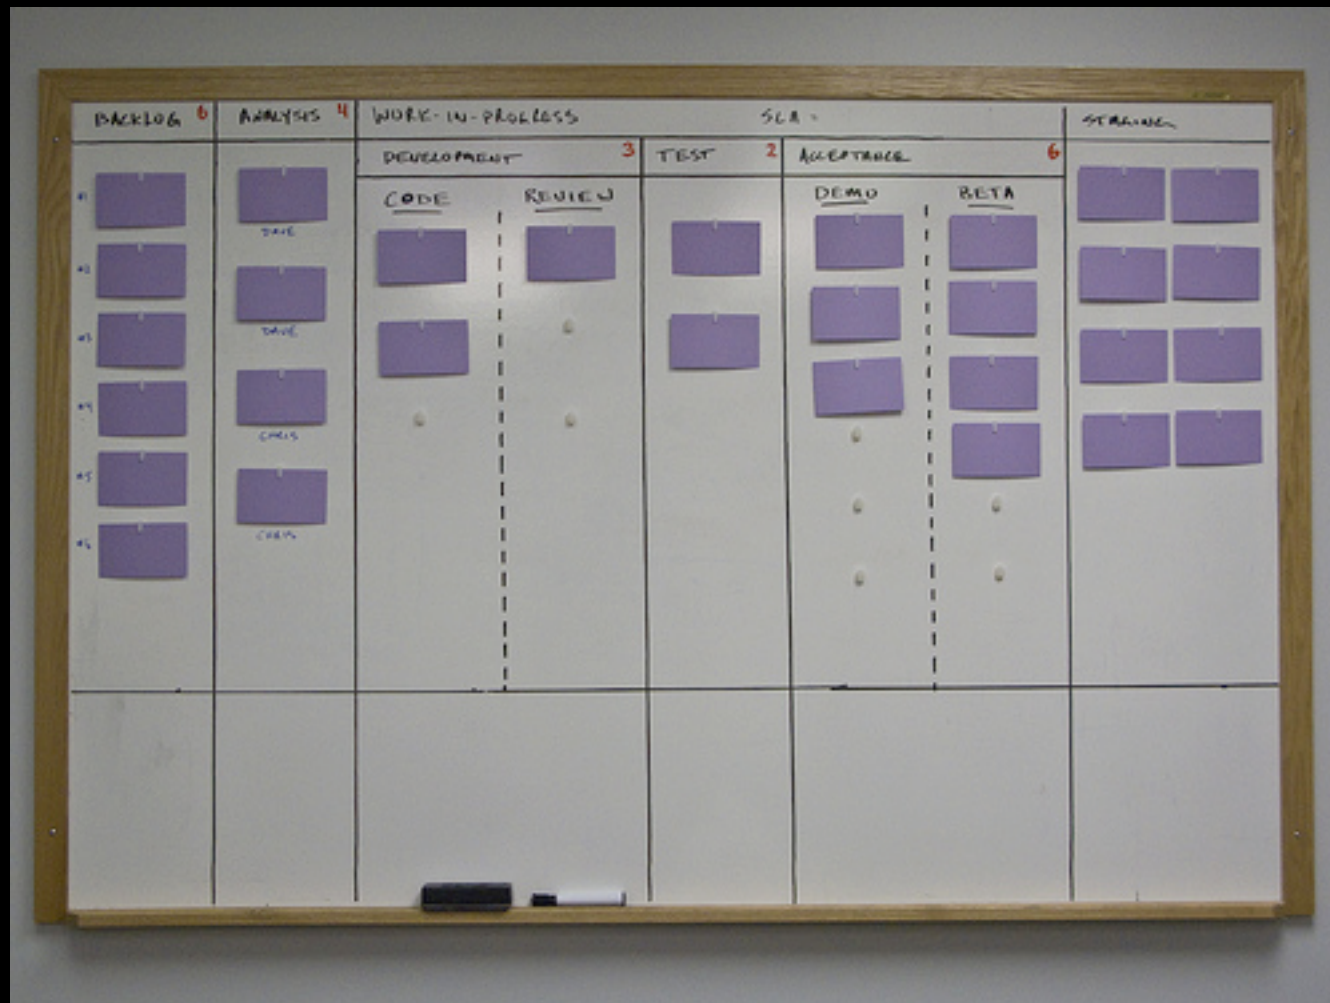 BACKLOG 6
ANALYSIS 4
WORK-IN-PROGRESS
SLA -
STAGING
DEVELOPMENT 3
TEST 2
ACCEPTANCE 6
CODE
REVIEW
DEMO
BETA
#1
#2
#3
#4
#5
#6
DAVE
DAVE
CHRIS
CHRIS